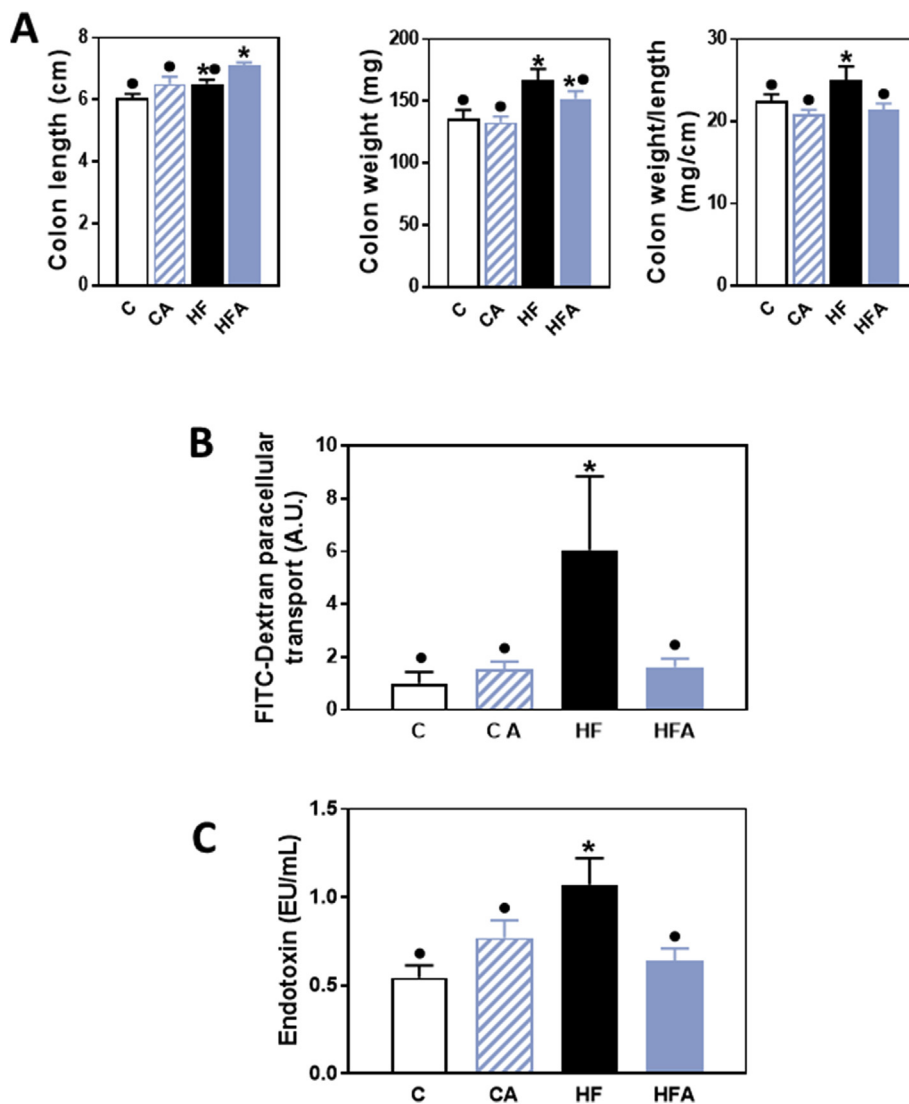 A
Colon length (cm)
8
6
4
2
0
C
CA
HF
HFA
* * *
Colon weight (mg)
200
150
100
50
0
C
CA
HF
HFA
* *
Colon weight/length
(mg/cm)
30
20
10
0
C
CA
HF
HFA
*
B
FITC-Dextran paracellular
transport (A.U.)
10
8
6
4
2
0
*
C
C A
HF
HFA
C
Endotoxin (EU/mL)
1.5
1.0
0.5
0.0
*
C
CA
HF
HFA